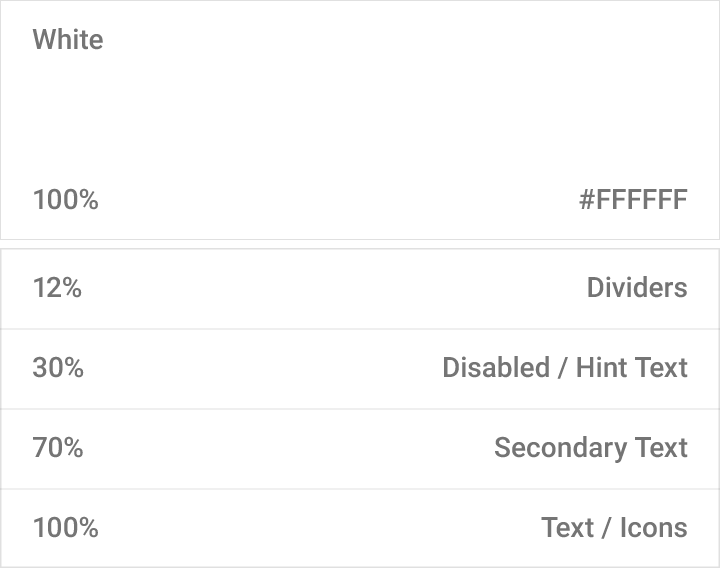 White
100% #FFFFFF
12% Dividers
30% Disabled / Hint Text
70% Secondary Text
100% Text / Icons